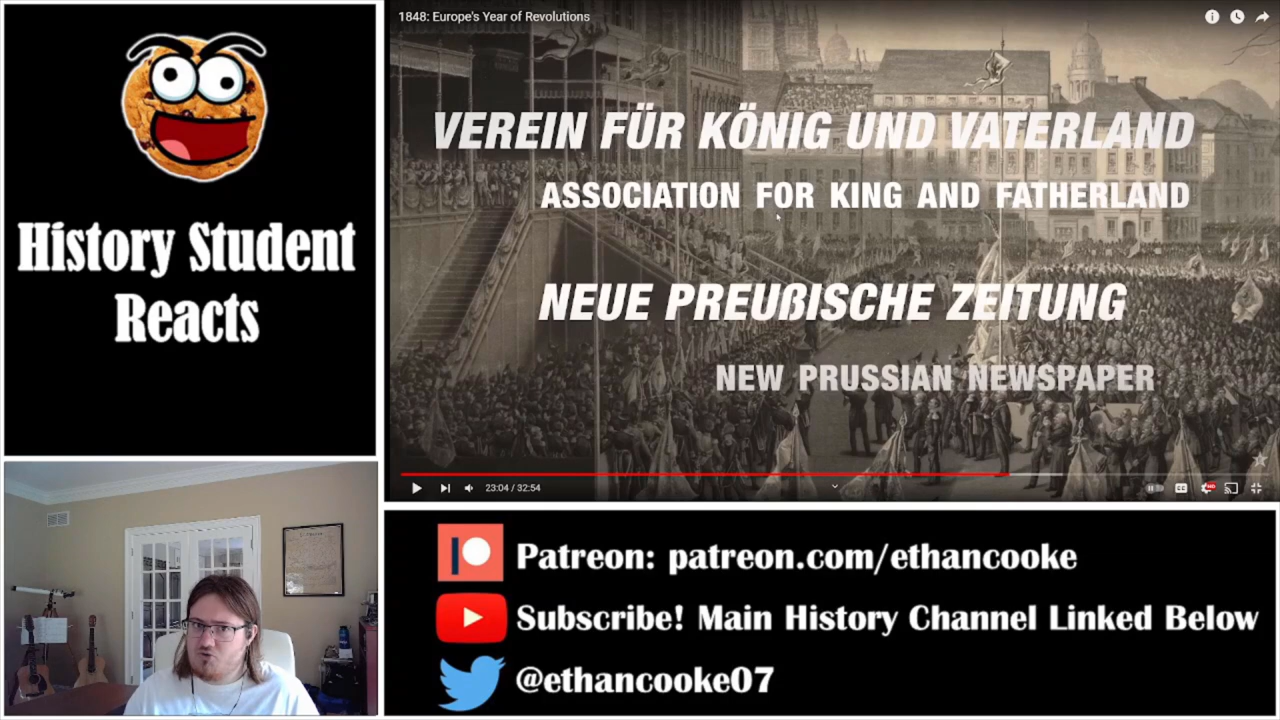 History Student
Reacts
1848: Europe's Year of Revolutions
VEREIN FÜR KÖNIG UND VATERLAND
ASSOCIATION FOR KING AND FATHERLAND
NEUE PREUßISCHE ZEITUNG
NEW PRUSSIAN NEWSPAPER
23:04 / 32:54
CC
HD
Patreon: patreon.com/ethancooke
Subscribe! Main History Channel Linked Below
@ethancooke07